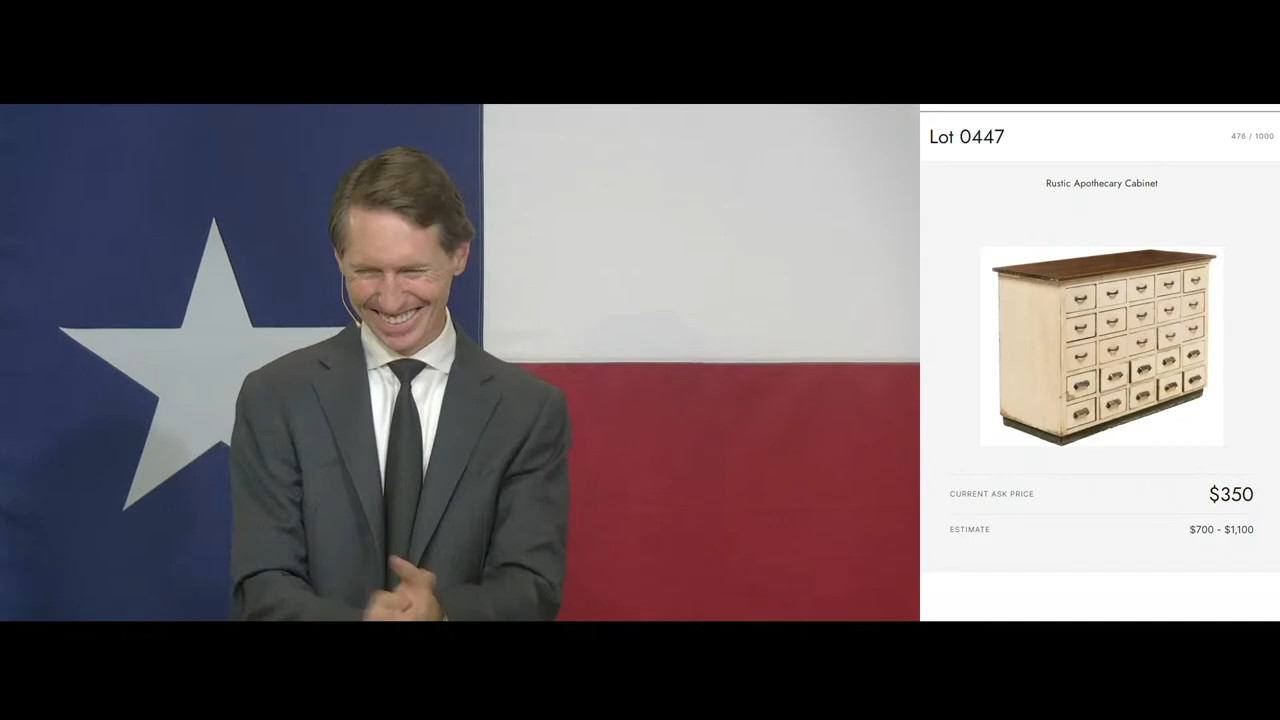 Lot 0447
476 / 1000
Rustic Apothecary Cabinet
CURRENT ASK PRICE
$350
ESTIMATE
$700 - $1,100